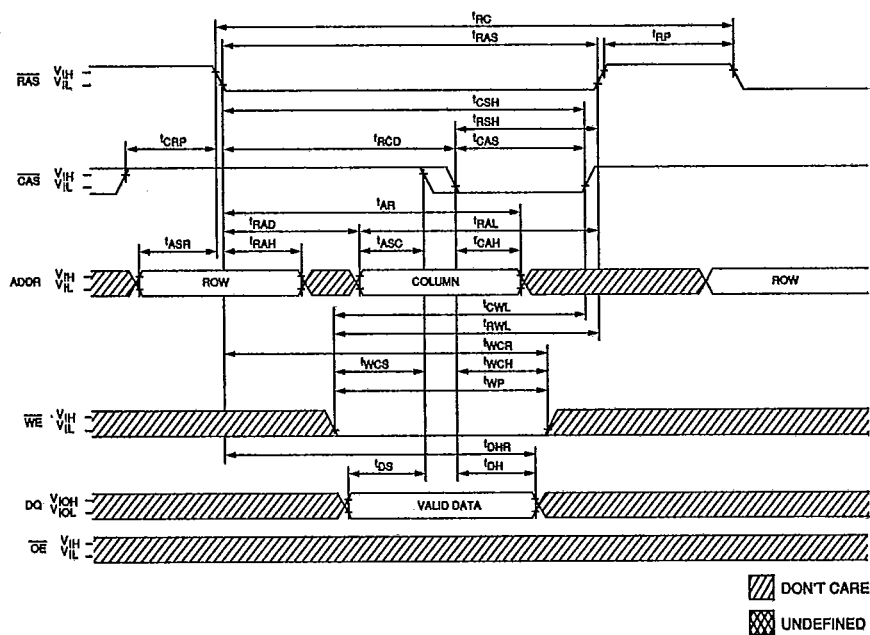 tRC
tRAS
tRP
RAS VIH
VIL
tCSH
tRSH
tCRP
tRCD
tCAS
CAS VIH
VIL
tAR
tRAD
tRAL
tASR
tRAH
tASC
tCAH
ADDR VIH
VIL
ROW
COLUMN
ROW
tCWL
tRWL
tWCR
tWCS
tWCH
tWP
WE VIH
VIL
tDHR
tDS
tDH
DQ VIOH
VIOL
VALID DATA
OE VIH
VIL
DON'T CARE
UNDEFINED